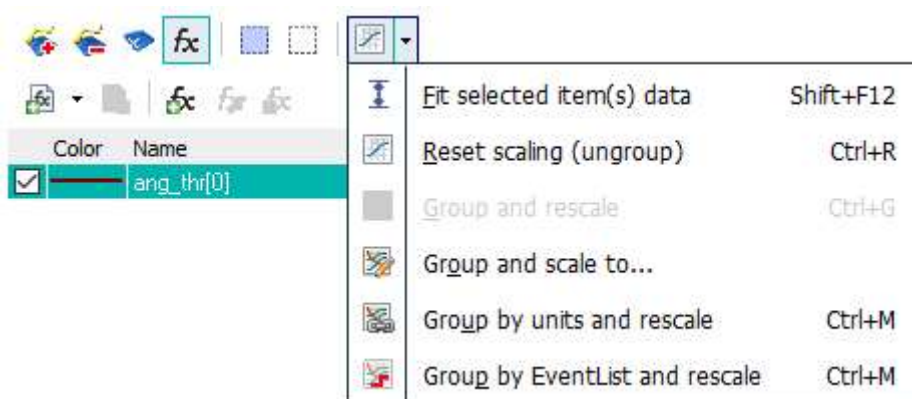 fx
Fit selected item(s) data Shift+F12
Color Name
Reset scaling (ungroup) Ctrl+R
ang_thr[0]
Group and rescale Ctrl+G
Group and scale to...
Group by units and rescale Ctrl+M
Group by EventList and rescale Ctrl+M